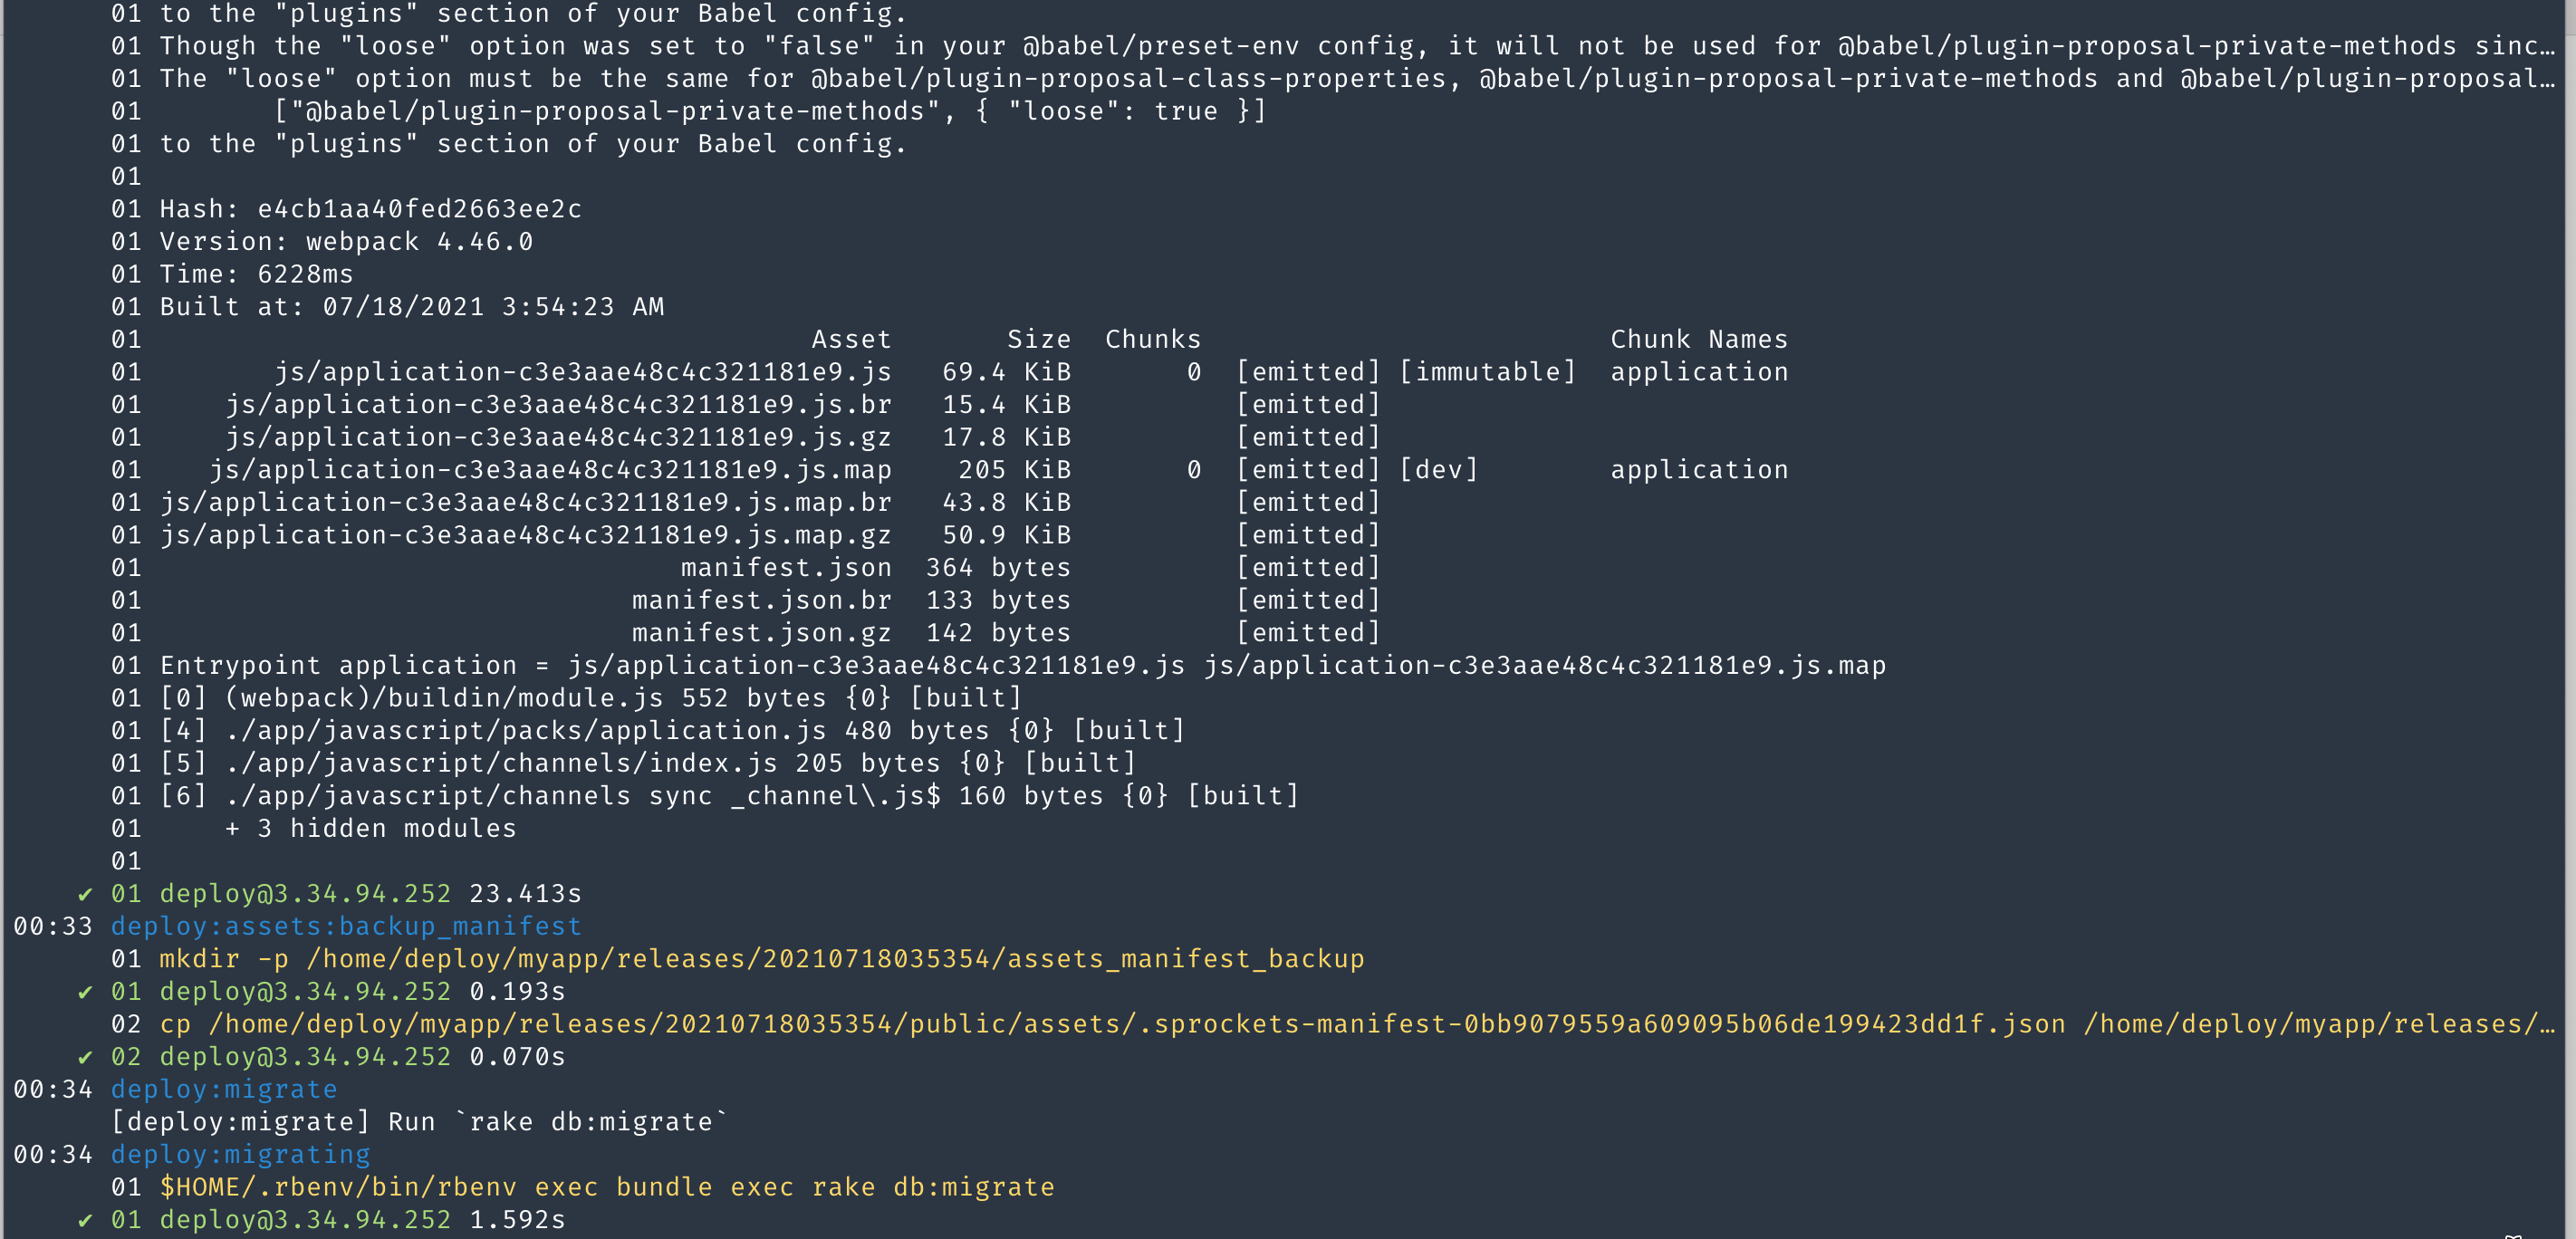 01 to the "plugins" section of your Babel config.
01 Though the "loose" option was set to "false" in your @babel/preset-env config, it will not be used for @babel/plugin-proposal-private-methods sinc…
01 The "loose" option must be the same for @babel/plugin-proposal-class-properties, @babel/plugin-proposal-private-methods and @babel/plugin-proposal…
01 ["@babel/plugin-proposal-private-methods", { "loose": true }]
01 to the "plugins" section of your Babel config.
01
01 Hash: e4cb1aa40fed2663ee2c
01 Version: webpack 4.46.0
01 Time: 6228ms
01 Built at: 07/18/2021 3:54:23 AM
01 Asset Size Chunks Chunk Names
01 js/application-c3e3aae48c4c321181e9.js 69.4 KiB 0 [emitted] [immutable] application
01 js/application-c3e3aae48c4c321181e9.js.br 15.4 KiB [emitted]
01 js/application-c3e3aae48c4c321181e9.js.gz 17.8 KiB [emitted]
01 js/application-c3e3aae48c4c321181e9.js.map 205 KiB 0 [emitted] [dev] application
01 js/application-c3e3aae48c4c321181e9.js.map.br 43.8 KiB [emitted]
01 js/application-c3e3aae48c4c321181e9.js.map.gz 50.9 KiB [emitted]
01 manifest.json 364 bytes [emitted]
01 manifest.json.br 133 bytes [emitted]
01 manifest.json.gz 142 bytes [emitted]
01 Entrypoint application = js/application-c3e3aae48c4c321181e9.js js/application-c3e3aae48c4c321181e9.js.map
01 [0] (webpack)/buildin/module.js 552 bytes {0} [built]
01 [4] ./app/javascript/packs/application.js 480 bytes {0} [built]
01 [5] ./app/javascript/channels/index.js 205 bytes {0} [built]
01 [6] ./app/javascript/channels sync _channel\.js$ 160 bytes {0} [built]
01 + 3 hidden modules
01
✔ 01 deploy@3.34.94.252 23.413s
00:33 deploy:assets:backup_manifest
01 mkdir -p /home/deploy/myapp/releases/20210718035354/assets_manifest_backup
✔ 01 deploy@3.34.94.252 0.193s
02 cp /home/deploy/myapp/releases/20210718035354/public/assets/.sprockets-manifest-0bb9079559a609095b06de199423dd1f.json /home/deploy/myapp/releases/…
✔ 02 deploy@3.34.94.252 0.070s
00:34 deploy:migrate
[deploy:migrate] Run `rake db:migrate`
00:34 deploy:migrating
01 $HOME/.rbenv/bin/rbenv exec bundle exec rake db:migrate
✔ 01 deploy@3.34.94.252 1.592s